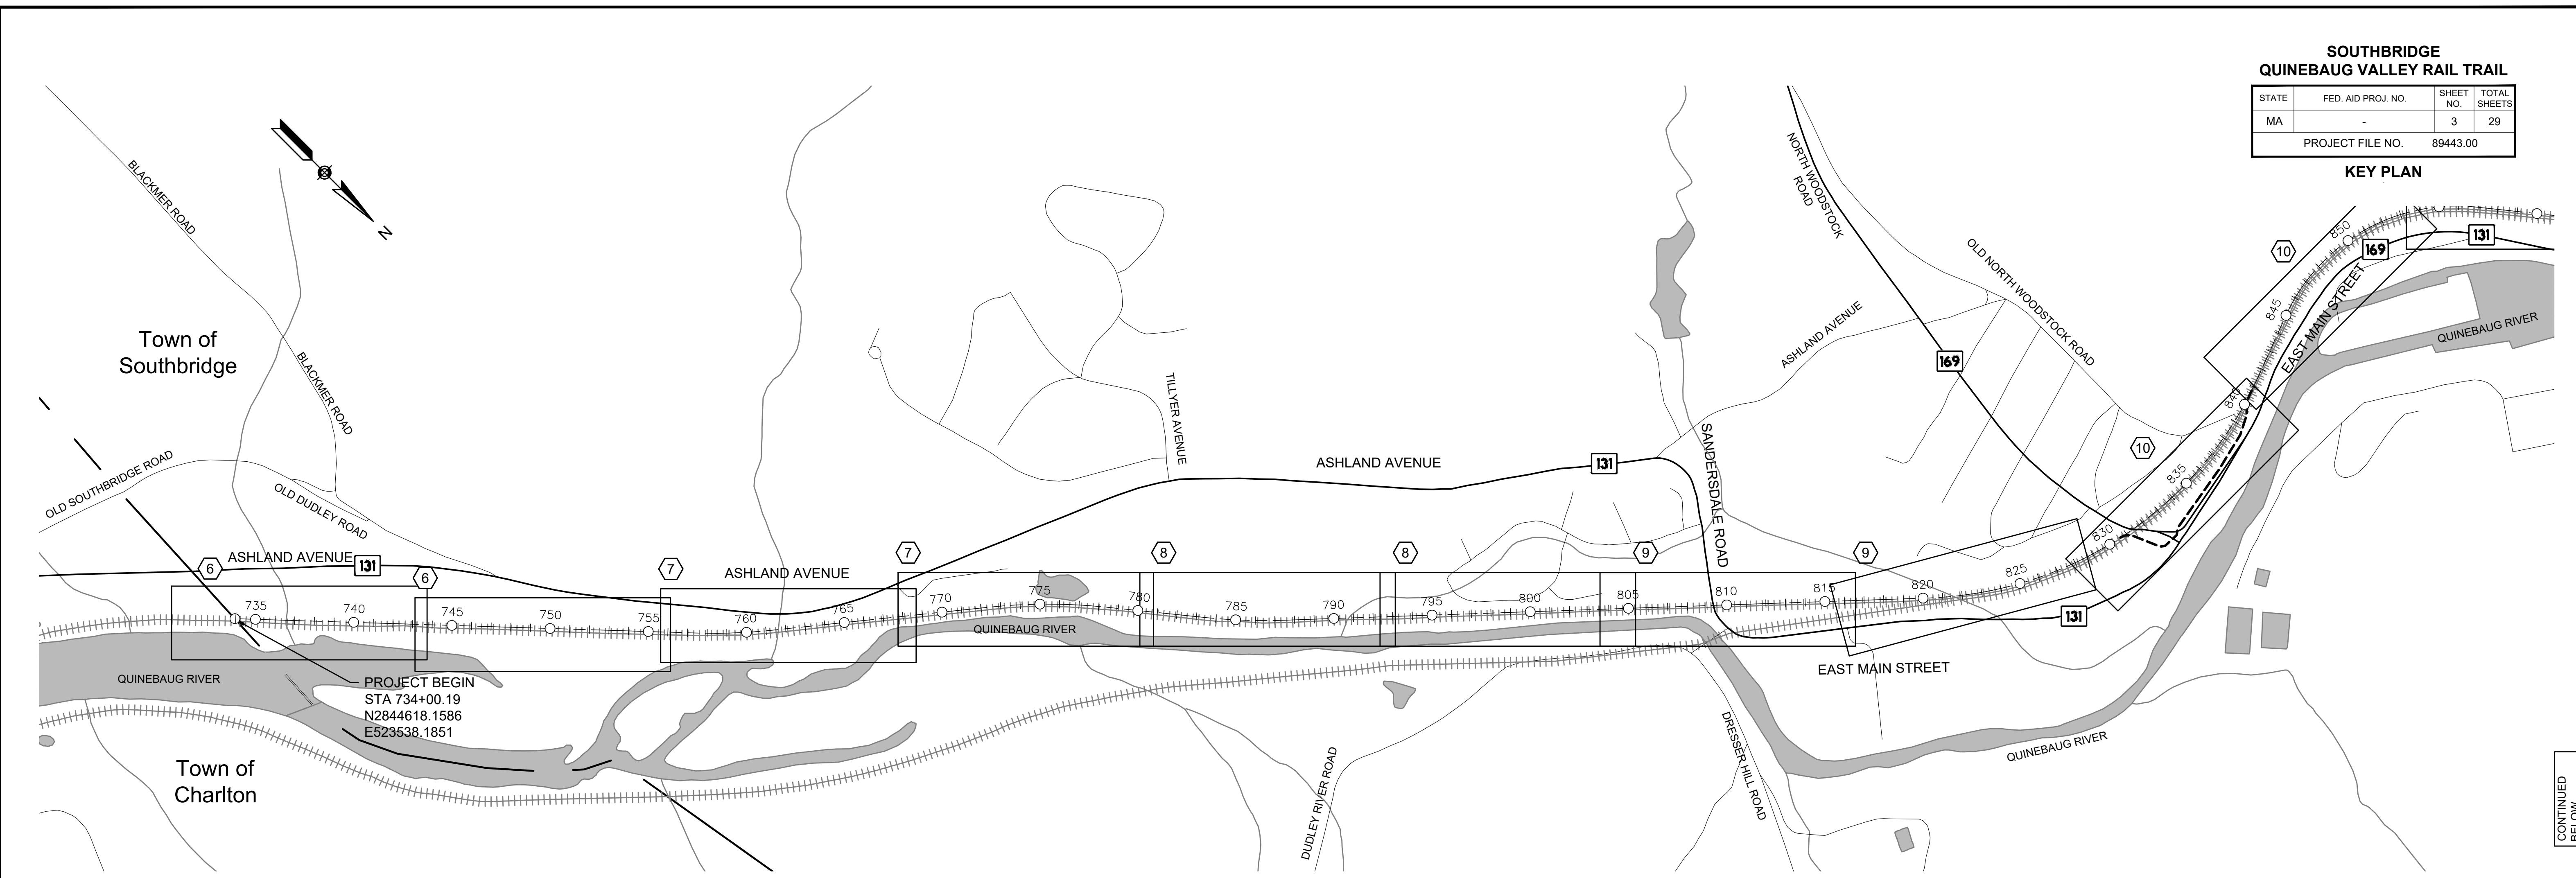 SOUTHBRIDGE
QUINEBAUG VALLEY RAIL TRAIL
STATE FED. AID PROJ. NO. SHEET NO. TOTAL SHEETS
MA - 3 29
PROJECT FILE NO. 89443.00
KEY PLAN
N
BLACKMER ROAD
BLACKMER ROAD
Town of
Southbridge
OLD SOUTHBRIDGE ROAD
OLD DUDLEY ROAD
ASHLAND AVENUE
131
6
6
7
ASHLAND AVENUE
7
8
8
9
9
10
10
TILLYER AVENUE
ASHLAND AVENUE
131
SANDERSDALE ROAD
NORTH WOODSTOCK
ROAD
169
OLD NORTH WOODSTOCK ROAD
ASHLAND AVENUE
169
131
EAST MAIN STREET
QUINEBAUG RIVER
735
740
745
750
755
760
765
770
775
780
785
790
795
800
805
810
815
820
825
830
835
840
845
850
QUINEBAUG RIVER
131
EAST MAIN STREET
QUINEBAUG RIVER
PROJECT BEGIN
STA 734+00.19
N2844618.1586
E523538.1851
Town of
Charlton
DUDLEY RIVER ROAD
DRESSER HILL ROAD
QUINEBAUG RIVER
CONTINUED
BELOW